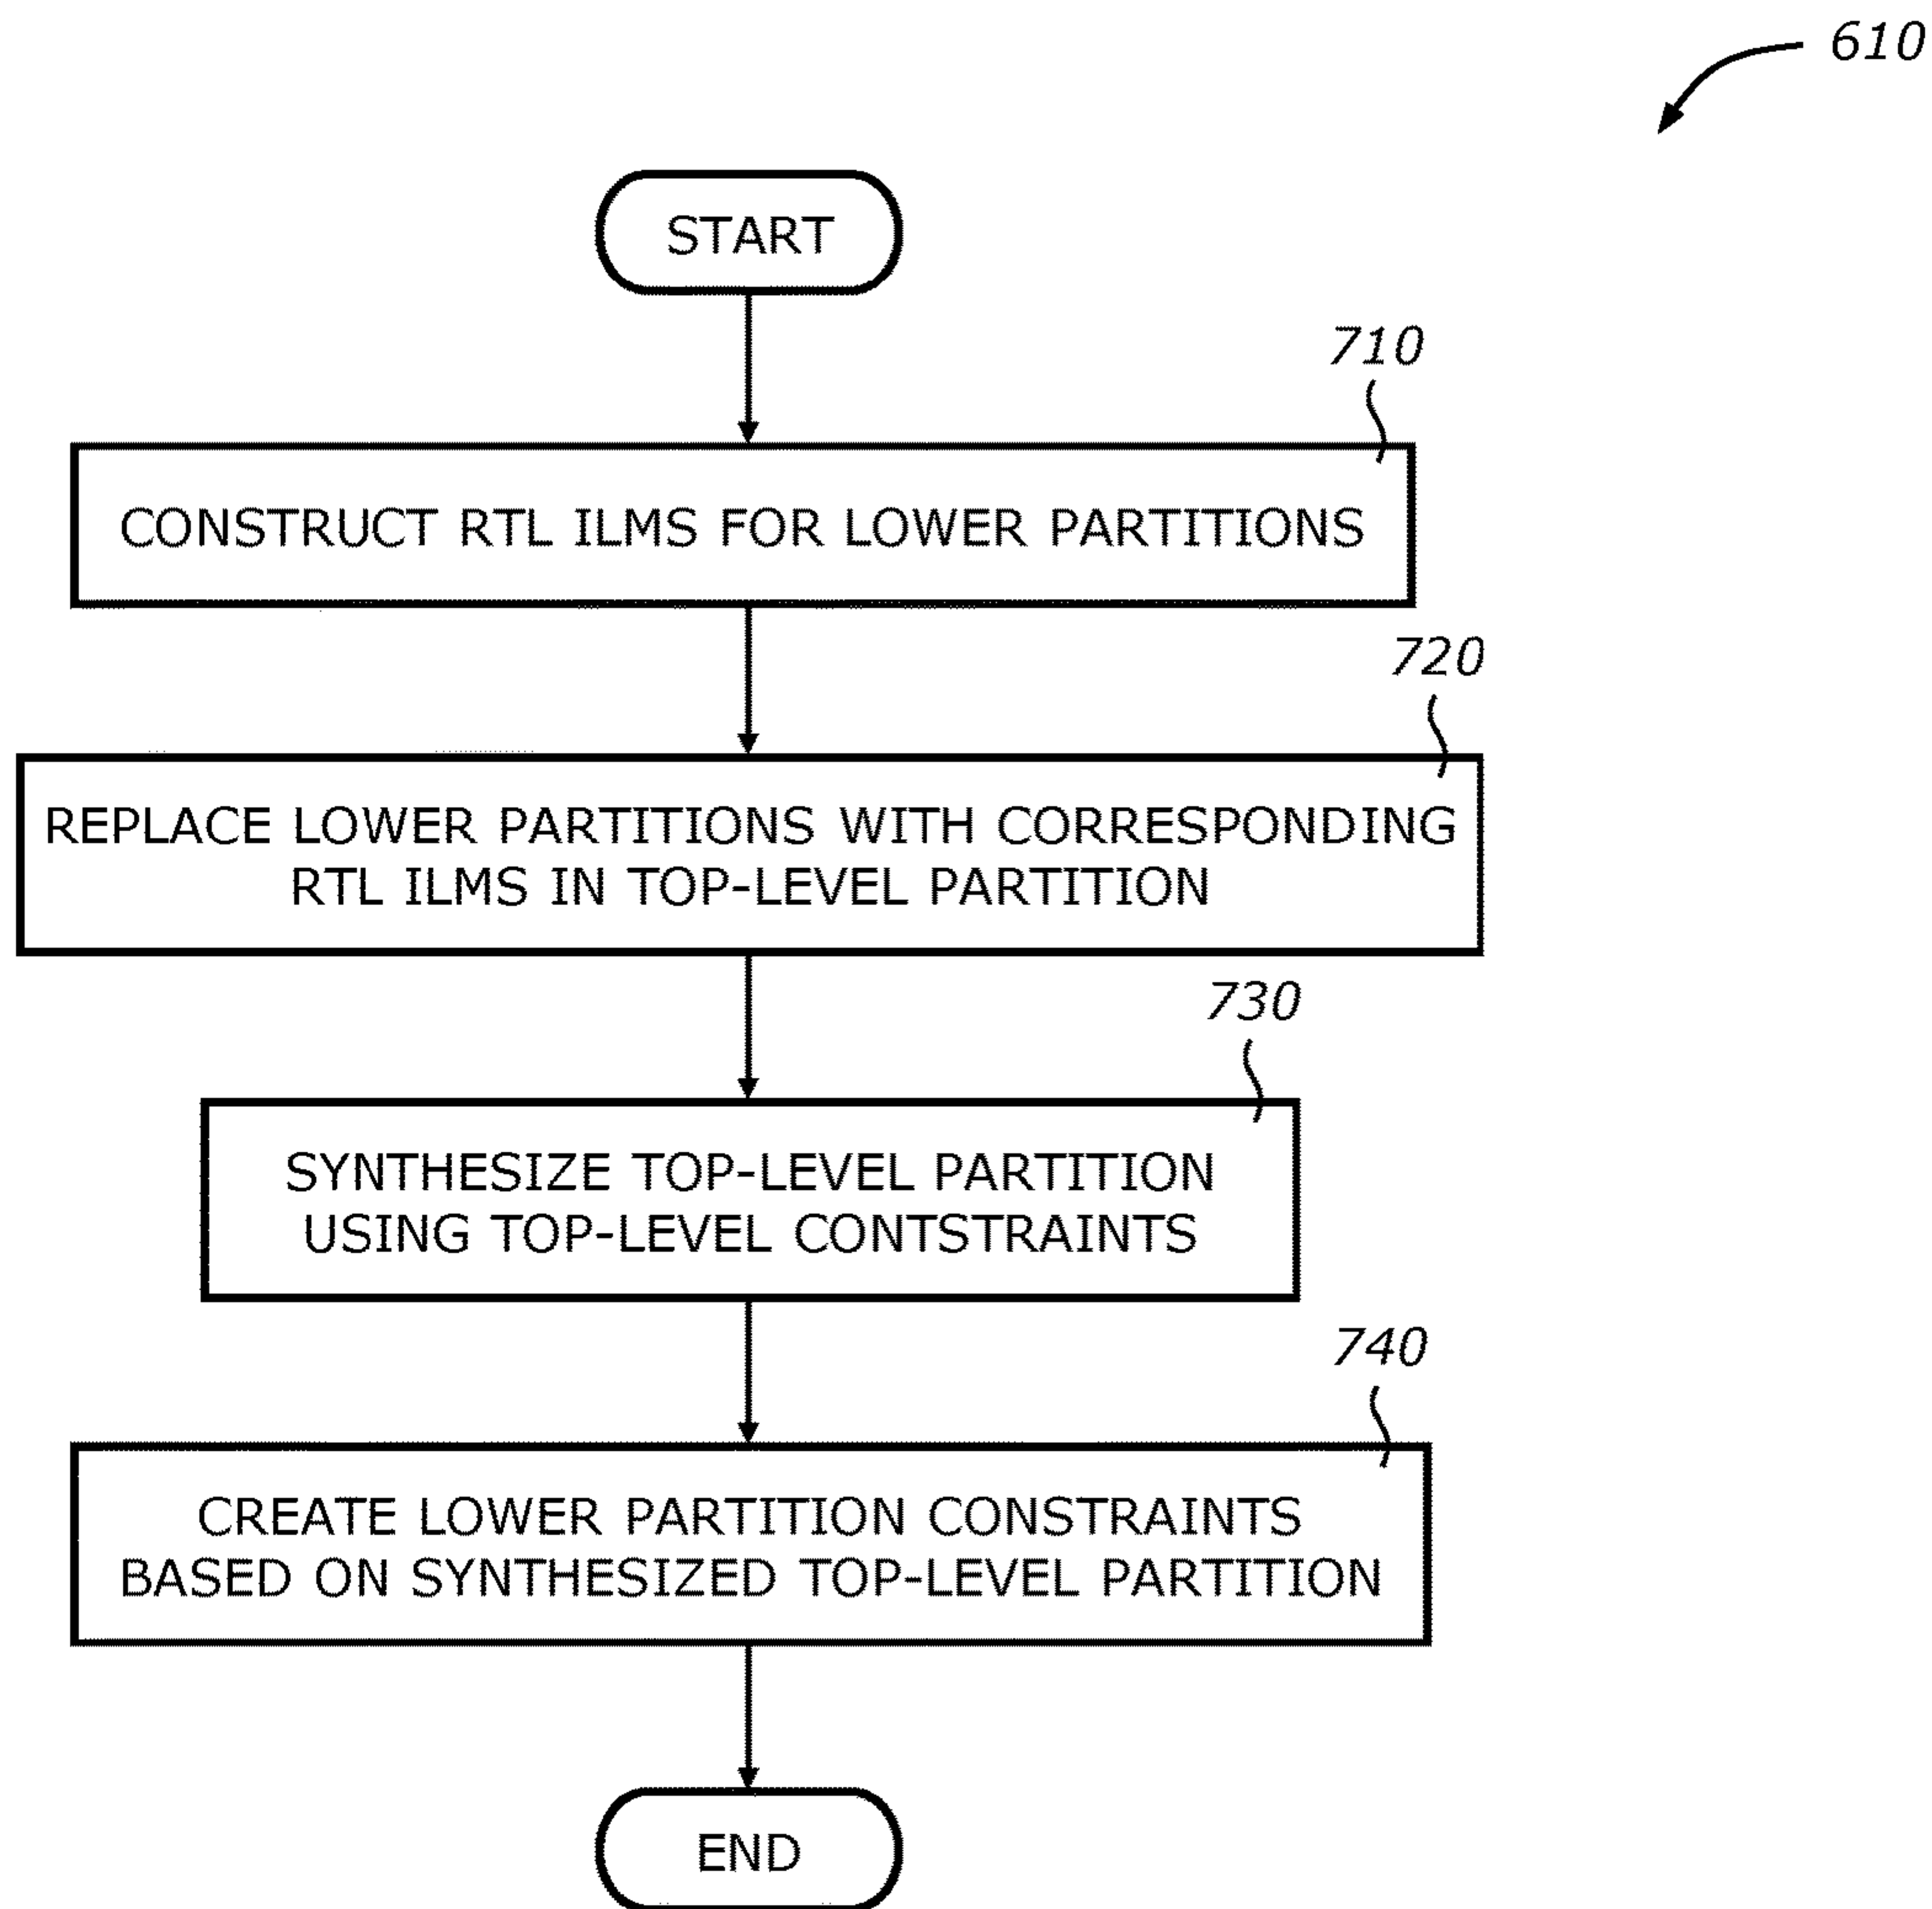 610
START
710
CONSTRUCT RTL ILMS FOR LOWER PARTITIONS
720
REPLACE LOWER PARTITIONS WITH CORRESPONDING
RTL ILMS IN TOP-LEVEL PARTITION
730
SYNTHESIZE TOP-LEVEL PARTITION
USING TOP-LEVEL CONTSTRAINTS
740
CREATE LOWER PARTITION CONSTRAINTS
BASED ON SYNTHESIZED TOP-LEVEL PARTITION
END